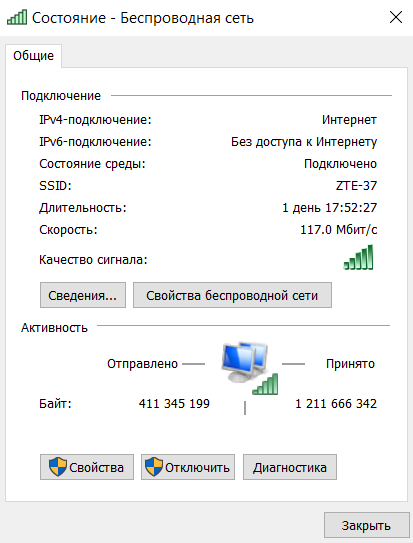 Состояние - Беспроводная сеть
Общие
Подключение
IPv4-подключение: Интернет
IPv6-подключение: Без доступа к Интернету
Состояние среды: Подключено
SSID: ZTE-37
Длительность: 1 день 17:52:27
Скорость: 117.0 Мбит/с
Качество сигнала:
Сведения... Свойства беспроводной сети
Активность
Отправлено Принято
Байт: 411 345 199 1 211 666 342
Свойства Отключить Диагностика
Закрыть